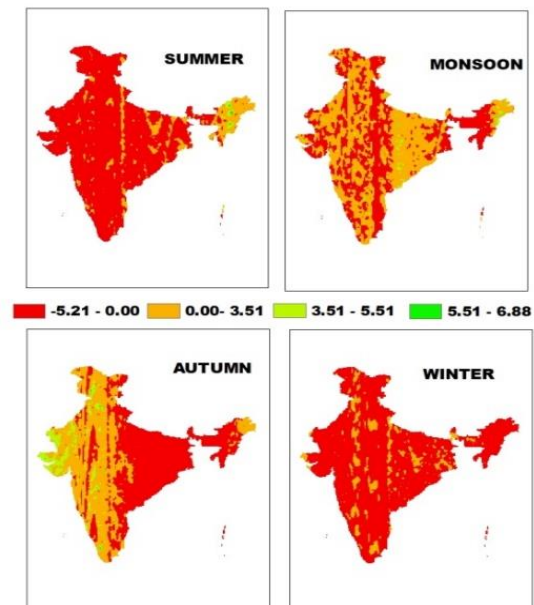 SUMMER
MONSOON
-5.21 - 0.00 0.00- 3.51 3.51 - 5.51 5.51 - 6.88
AUTUMN
WINTER